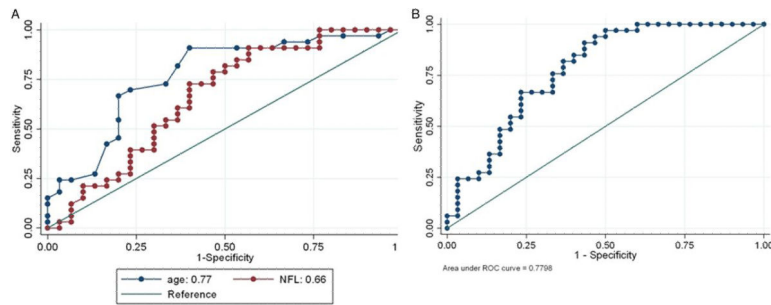 A
Sensitivity
1.00
0.75
0.50
0.25
0.00
0.00 0.25 0.50 0.75 1
1-Specificity
age: 0.77 NFL: 0.66
Reference
B
Sensitivity
1.00
0.75
0.50
0.25
0.00
0.00 0.25 0.50 0.75 1.00
1 - Specificity
Area under ROC curve = 0.7798